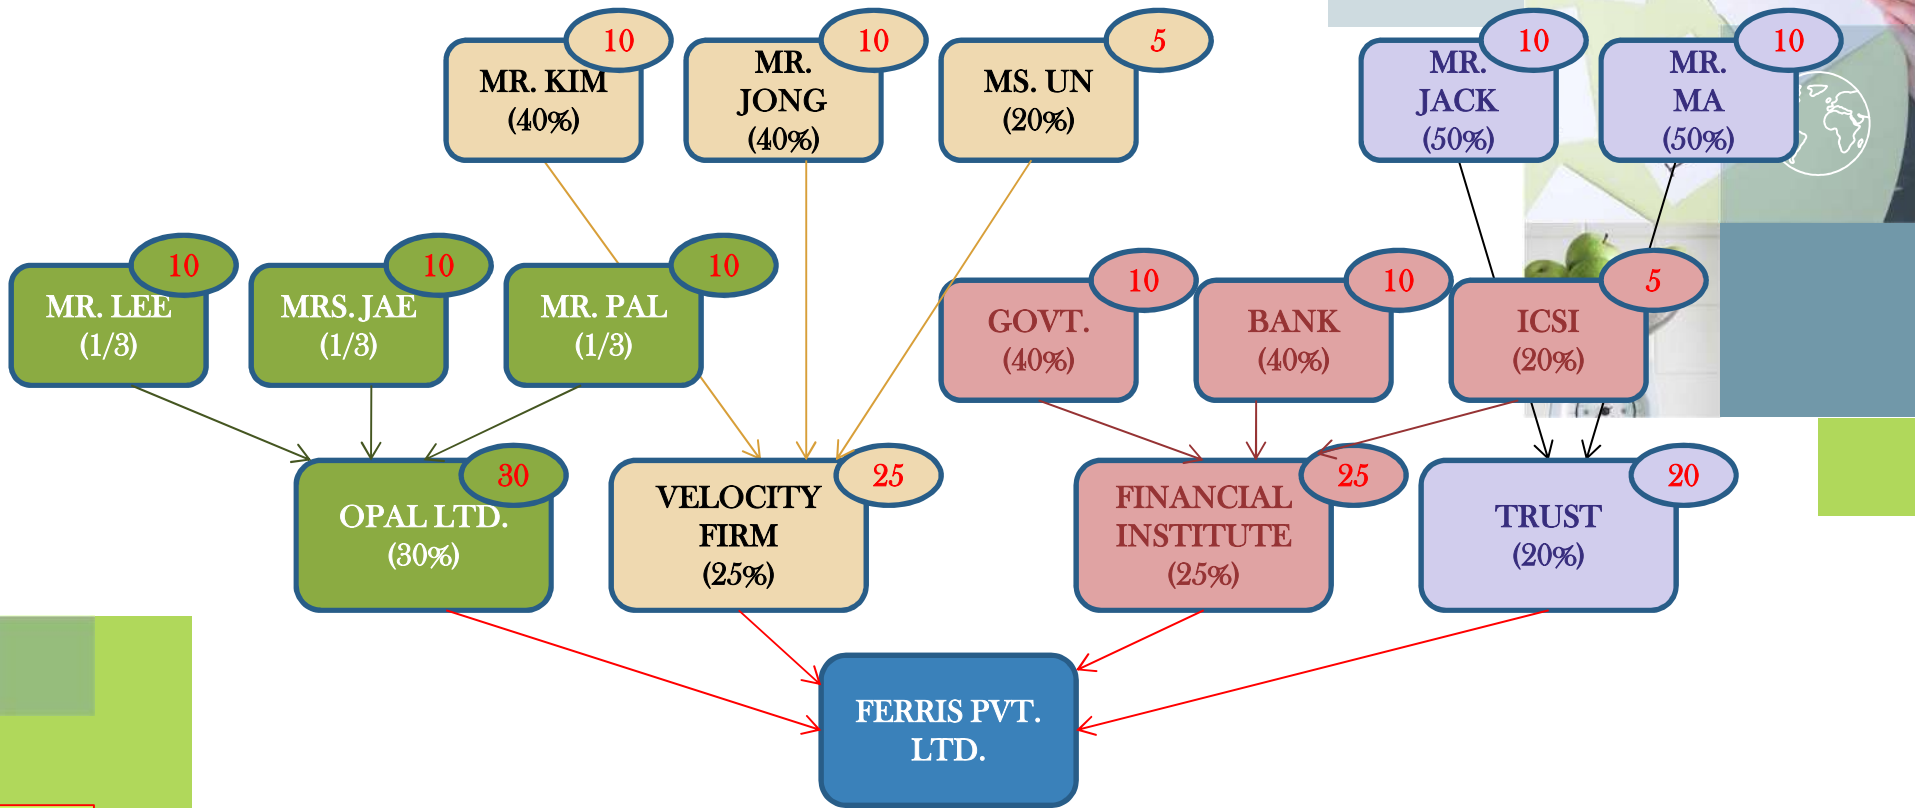 10
MR. KIM
(40%)
10
MR.
JONG
(40%)
5
MS. UN
(20%)
10
MR.
JACK
(50%)
10
MR.
MA
(50%)
10
MR. LEE
(1/3)
10
MRS. JAE
(1/3)
10
MR. PAL
(1/3)
10
GOVT.
(40%)
10
BANK
(40%)
5
ICSI
(20%)
30
OPAL LTD.
(30%)
25
VELOCITY
FIRM
(25%)
25
FINANCIAL
INSTITUTE
(25%)
20
TRUST
(20%)
FERRIS PVT.
LTD.